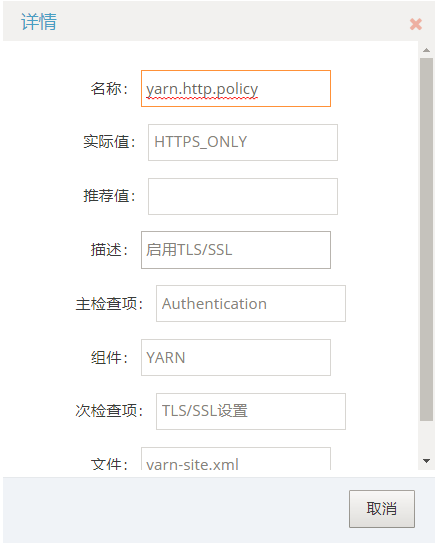 详情
名称： yarn.http.policy
实际值： HTTPS_ONLY
推荐值：
描述： 启用TLS/SSL
主检查项： Authentication
组件： YARN
次检查项： TLS/SSL设置
文件： yarn-site.xml
取消